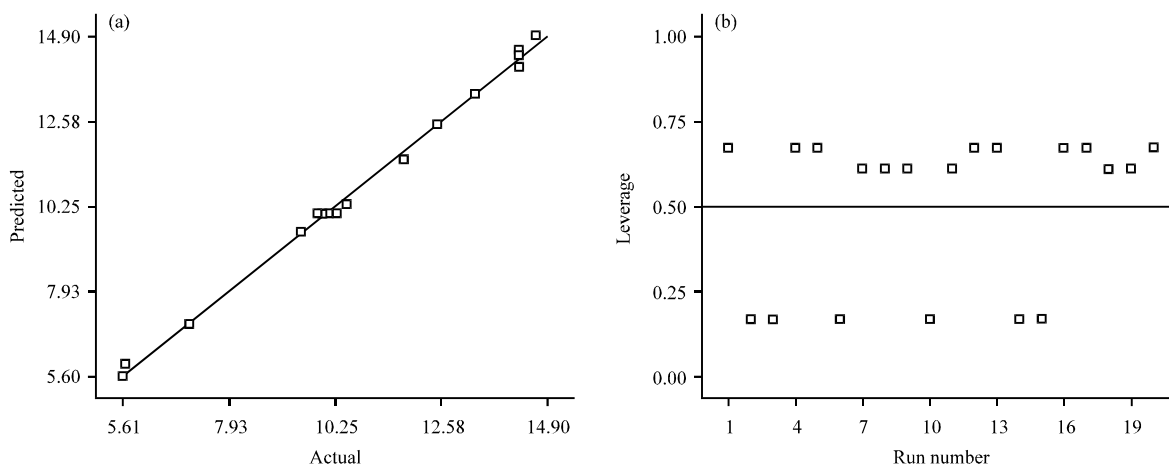 (a)
14.90
12.58
10.25
7.93
5.60
Predicted
5.61 7.93 10.25 12.58 14.90
Actual
(b)
1.00
0.75
0.50
0.25
0.00
Leverage
1 4 7 10 13 16 19
Run number